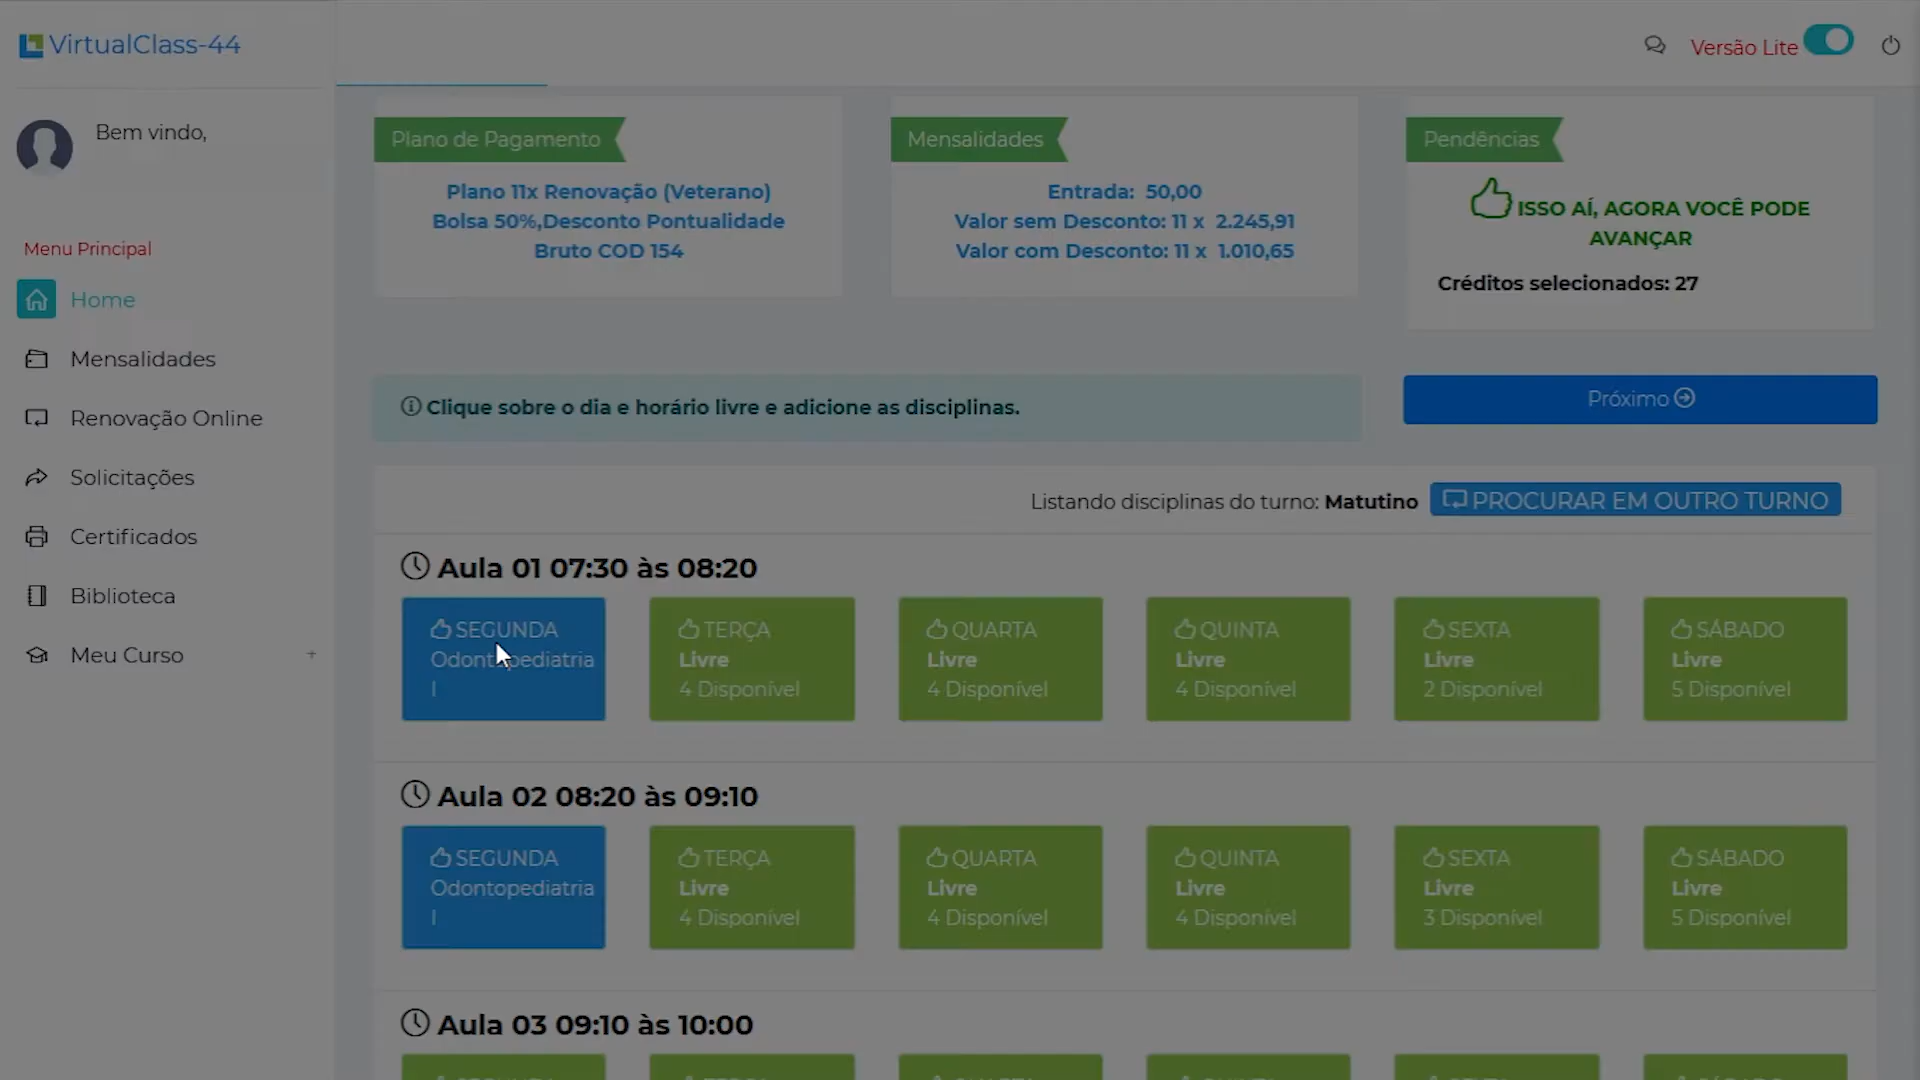 VirtualClass-44
Versão Lite
Bem vindo,
Menu Principal
Home
Mensalidades
Renovação Online
Solicitações
Certificados
Biblioteca
Meu Curso +
Plano de Pagamento
Plano 11x Renovação (Veterano)
Bolsa 50%,Desconto Pontualidade
Bruto COD 154
Mensalidades
Entrada: 50,00
Valor sem Desconto: 11 x 2.245,91
Valor com Desconto: 11 x 1.010,65
Pendências
ISSO AÍ, AGORA VOCÊ PODE
AVANÇAR
Créditos selecionados: 27
Clique sobre o dia e horário livre e adicione as disciplinas.
Próximo
Listando disciplinas do turno: Matutino
PROCURAR EM OUTRO TURNO
Aula 01 07:30 às 08:20
SEGUNDA
Odontopediatria
I
TERÇA
Livre
4 Disponível
QUARTA
Livre
4 Disponível
QUINTA
Livre
4 Disponível
SEXTA
Livre
2 Disponível
SÁBADO
Livre
5 Disponível
Aula 02 08:20 às 09:10
SEGUNDA
Odontopediatria
I
TERÇA
Livre
4 Disponível
QUARTA
Livre
4 Disponível
QUINTA
Livre
4 Disponível
SEXTA
Livre
3 Disponível
SÁBADO
Livre
5 Disponível
Aula 03 09:10 às 10:00